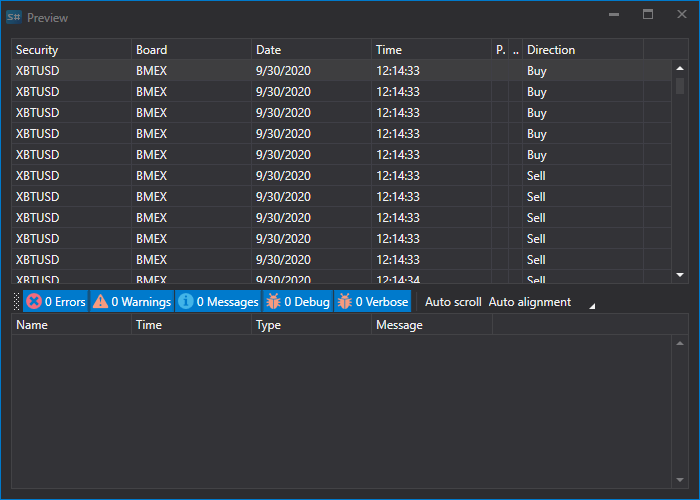 S# Preview
Security Board Date Time P. .. Direction
XBTUSD BMEX 9/30/2020 12:14:33 Buy
XBTUSD BMEX 9/30/2020 12:14:33 Buy
XBTUSD BMEX 9/30/2020 12:14:33 Buy
XBTUSD BMEX 9/30/2020 12:14:33 Buy
XBTUSD BMEX 9/30/2020 12:14:33 Buy
XBTUSD BMEX 9/30/2020 12:14:33 Sell
XBTUSD BMEX 9/30/2020 12:14:33 Sell
XBTUSD BMEX 9/30/2020 12:14:33 Sell
XBTUSD BMEX 9/30/2020 12:14:33 Sell
XBTUSD BMEX 9/30/2020 12:14:33 Sell
XBTUSD BMEX 9/30/2020 12:14:34 Sell
0 Errors 0 Warnings 0 Messages 0 Debug 0 Verbose Auto scroll Auto alignment
Name Time Type Message